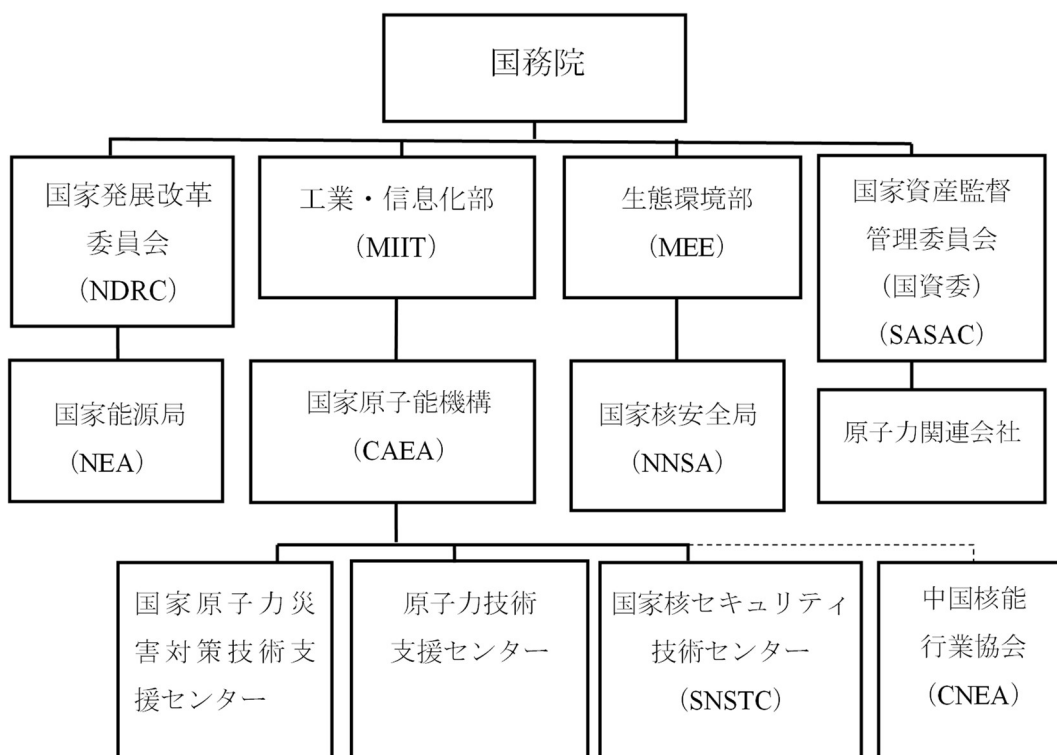 国務院
国家発展改革
委員会
（NDRC）
工業・信息化部
（MIIT）
生態環境部
（MEE）
国家資産監督
管理委員会
（国資委）
（SASAC）
国家能源局
（NEA）
国家原子能機構
（CAEA）
国家核安全局
（NNSA）
原子力関連会社
国家原子力災
害対策技術支
援センター
原子力技術
支援センター
国家核セキュリティ
技術センター
（SNSTC）
中国核能
行業協会
（CNEA）